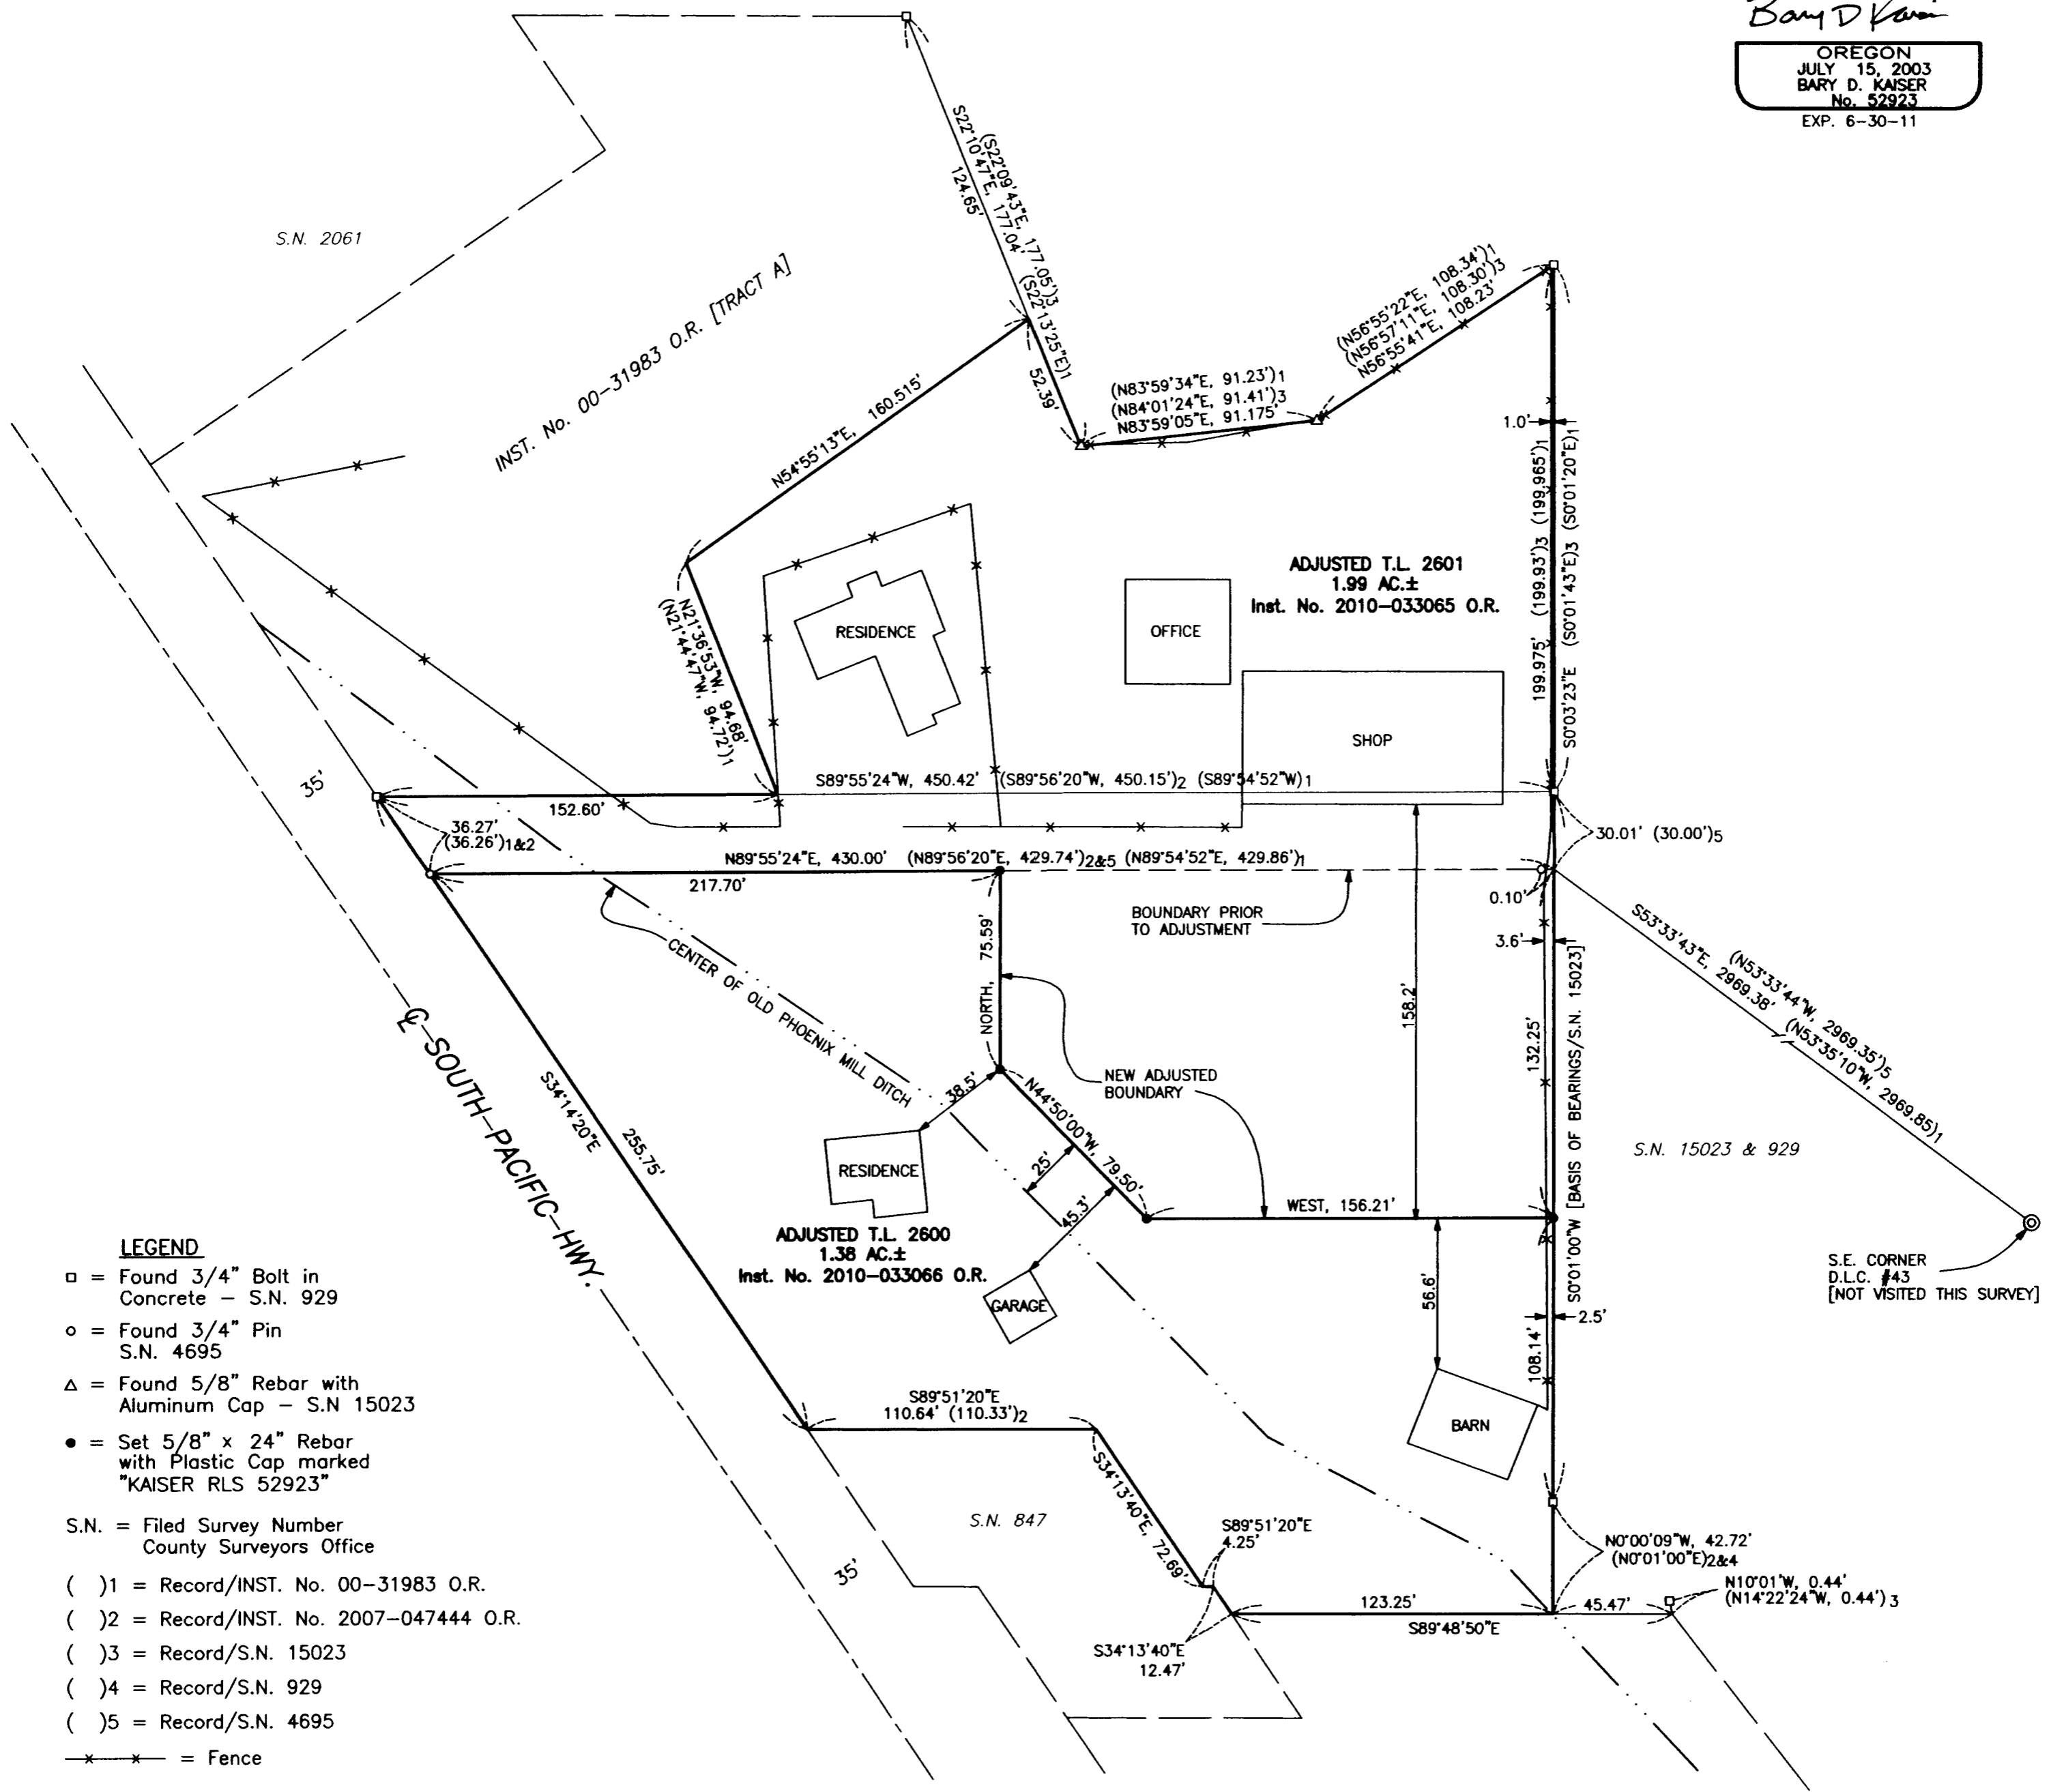 Bary D Kaiser
OREGON
JULY 15, 2003
BARY D. KAISER
No. 52923
EXP. 6-30-11
S.N. 2061
INST. No. 00-31983 O.R. [TRACT A]
(S22°09'43"E, 177.05')3
S22°10'47"E, 177.04' (S22°13'25"E)1
124.65'
52.39'
N54°55'13"E, 160.515'
(N83°59'34"E, 91.23')1
(N84°01'24"E, 91.41')3
N83°59'05"E, 91.175'
(N56°55'22"E, 108.34')1
(N56°57'11"E, 108.30')3
N56°55'41"E, 108.23'
1.0'
199.975' (199.93')3 (199.965')1
S0°03'23"E (S0°01'43"E)3 (S0°01'20"E)1
N21°36'53"W, 94.68'
(N21°44'47"W, 94.72')1
RESIDENCE
OFFICE
SHOP
ADJUSTED T.L. 2601
1.99 AC.±
Inst. No. 2010-033065 O.R.
35'
S89°55'24"W, 450.42' (S89°56'20"W, 450.15')2 (S89°54'52"W)1
152.60'
36.27'
(36.26')1&2
30.01' (30.00')5
N89°55'24"E, 430.00' (N89°56'20"E, 429.74')2&5 (N89°54'52"E, 429.86')1
217.70'
0.10'
BOUNDARY PRIOR
TO ADJUSTMENT
3.6'
CENTER OF OLD PHOENIX MILL DITCH
NORTH, 75.59'
158.2'
132.25'
S0°01'00"W [BASIS OF BEARINGS/S.N. 15023]
(N53°33'44"W, 2969.35')5
S53°33'43"E, 2969.38' (N53°35'10"W, 2969.85)1
S.N. 15023 & 929
S.E. CORNER
D.L.C. #43
[NOT VISITED THIS SURVEY]
℄ SOUTH PACIFIC HWY.
S34°14'20"E 255.75'
38.5'
N44°50'00"W, 79.50'
25'
45.3'
NEW ADJUSTED
BOUNDARY
WEST, 156.21'
RESIDENCE
ADJUSTED T.L. 2600
1.38 AC.±
Inst. No. 2010-033066 O.R.
GARAGE
56.6'
2.5'
108.14'
BARN
S89°51'20"E
110.64' (110.33')2
S34°13'40"E, 72.69'
S.N. 847
35'
S89°51'20"E
4.25'
N0°00'09"W, 42.72'
(N0°01'00"E)2&4
N10°01'W, 0.44'
(N14°22'24"W, 0.44')3
123.25'
45.47'
S89°48'50"E
S34°13'40"E
12.47'
LEGEND
□ = Found 3/4" Bolt in
Concrete - S.N. 929
○ = Found 3/4" Pin
S.N. 4695
△ = Found 5/8" Rebar with
Aluminum Cap - S.N 15023
● = Set 5/8" x 24" Rebar
with Plastic Cap marked
"KAISER RLS 52923"
S.N. = Filed Survey Number
County Surveyors Office
( )1 = Record/INST. No. 00-31983 O.R.
( )2 = Record/INST. No. 2007-047444 O.R.
( )3 = Record/S.N. 15023
( )4 = Record/S.N. 929
( )5 = Record/S.N. 4695
= Fence